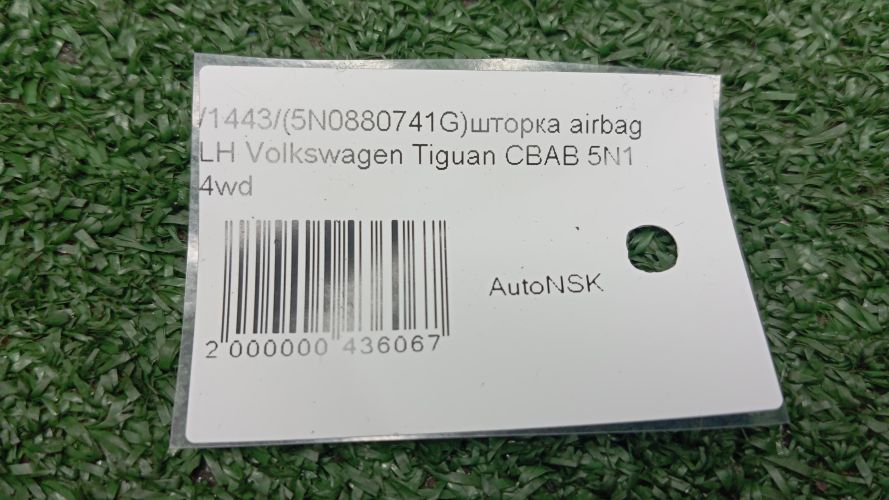 /1443/(5N0880741G)шторка airbag
LH Volkswagen Tiguan CBAB 5N1
4wd
AutoNSK
2 000000 436067